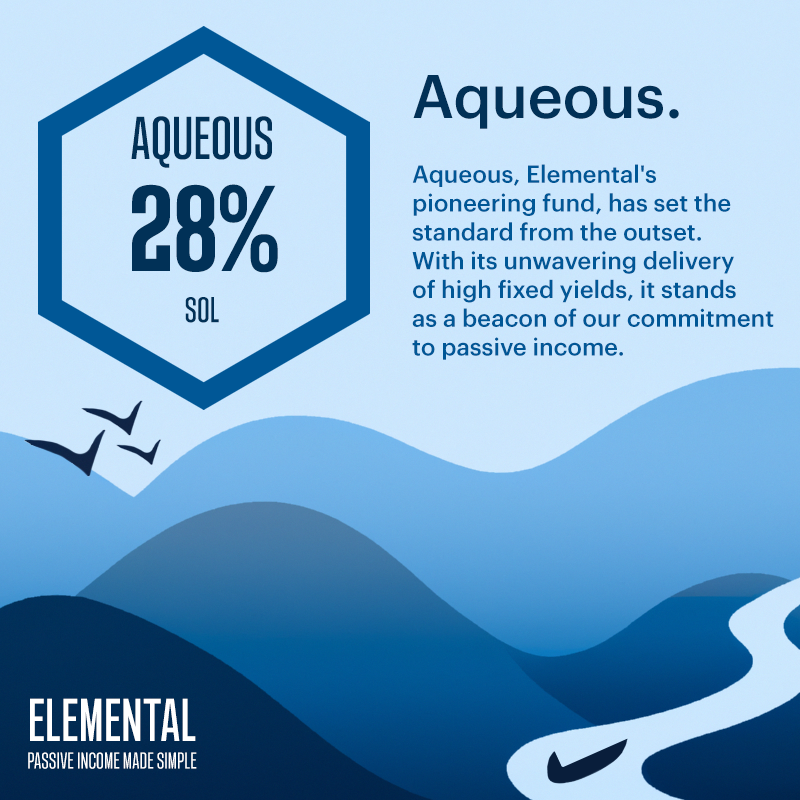 AQUEOUS
28%
SOL
Aqueous.
Aqueous, Elemental's
pioneering fund, has set the
standard from the outset.
With its unwavering delivery
of high fixed yields, it stands
as a beacon of our commitment
to passive income.
ELEMENTAL
PASSIVE INCOME MADE SIMPLE